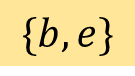 {b, e}